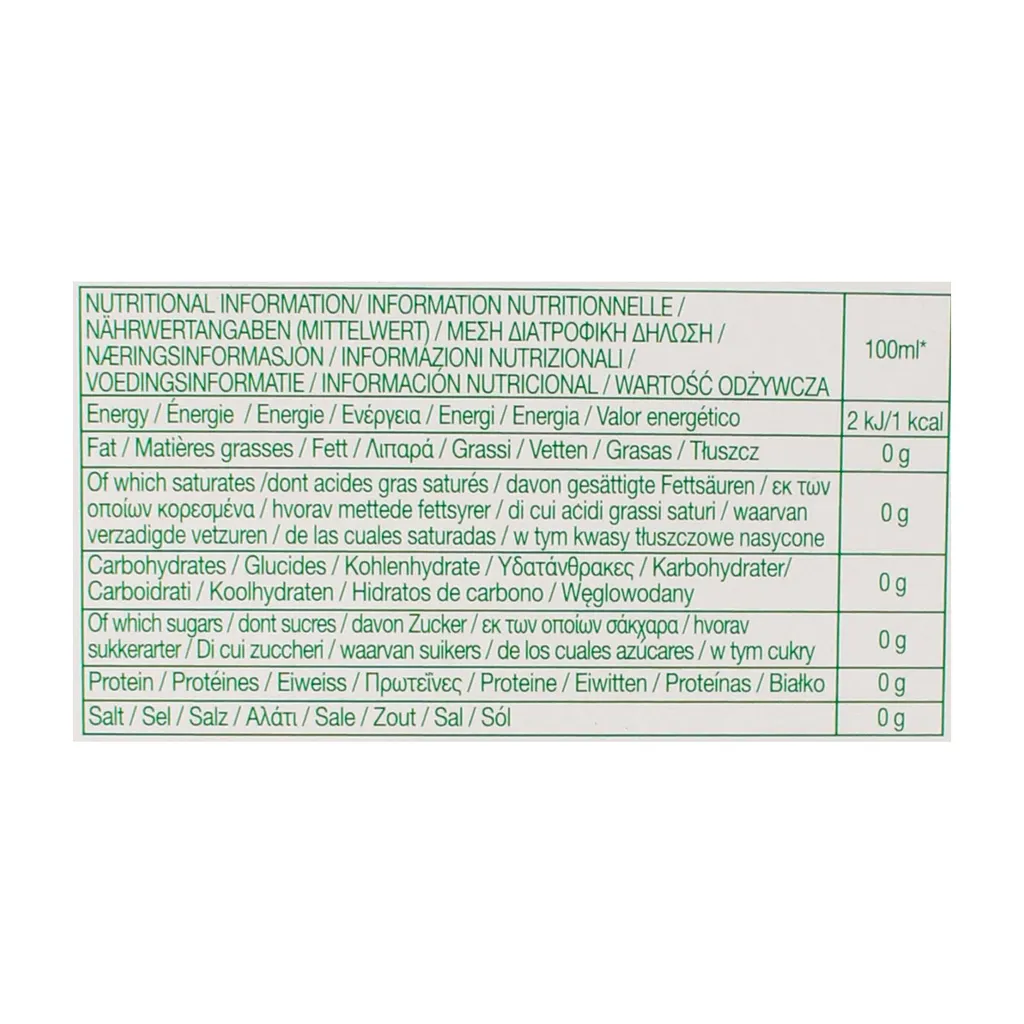 NUTRITIONAL INFORMATION/ INFORMATION NUTRITIONNELLE /
NÄHRWERTANGABEN (MITTELWERT) / ΜΕΣΗ ΔΙΑΤΡΟΦΙΚΗ ΔΗΛΩΣΗ /
NÆRINGSINFORMASJON / INFORMAZIONI NUTRIZIONALI /
VOEDINGSINFORMATIE / INFORMACIÓN NUTRICIONAL / WARTOŚĆ ODŻYWCZA
100ml*
Energy / Énergie / Energie / Ενέργεια / Energi / Energia / Valor energético
2 kJ/1 kcal
Fat / Matières grasses / Fett / Λιπαρά / Grassi / Vetten / Grasas / Tłuszcz
0 g
Of which saturates /dont acides gras saturés / davon gesättigte Fettsäuren / εκ των
οποίων κορεσμένα / hvorav mettede fettsyrer / di cui acidi grassi saturi / waarvan
verzadigde vetzuren / de las cuales saturadas / w tym kwasy tłuszczowe nasycone
0 g
Carbohydrates / Glucides / Kohlenhydrate / Υδατάνθρακες / Karbohydrater/
Carboidrati / Koolhydraten / Hidratos de carbono / Węglowodany
0 g
Of which sugars / dont sucres / davon Zucker / εκ των οποίων σάκχαρα / hvorav
sukkerarter / Di cui zuccheri / waarvan suikers / de los cuales azúcares / w tym cukry
0 g
Protein / Protéines / Eiweiss / Πρωτεΐνες / Proteine / Eiwitten / Proteínas / Białko
0 g
Salt / Sel / Salz / Αλάτι / Sale / Zout / Sal / Sól
0 g